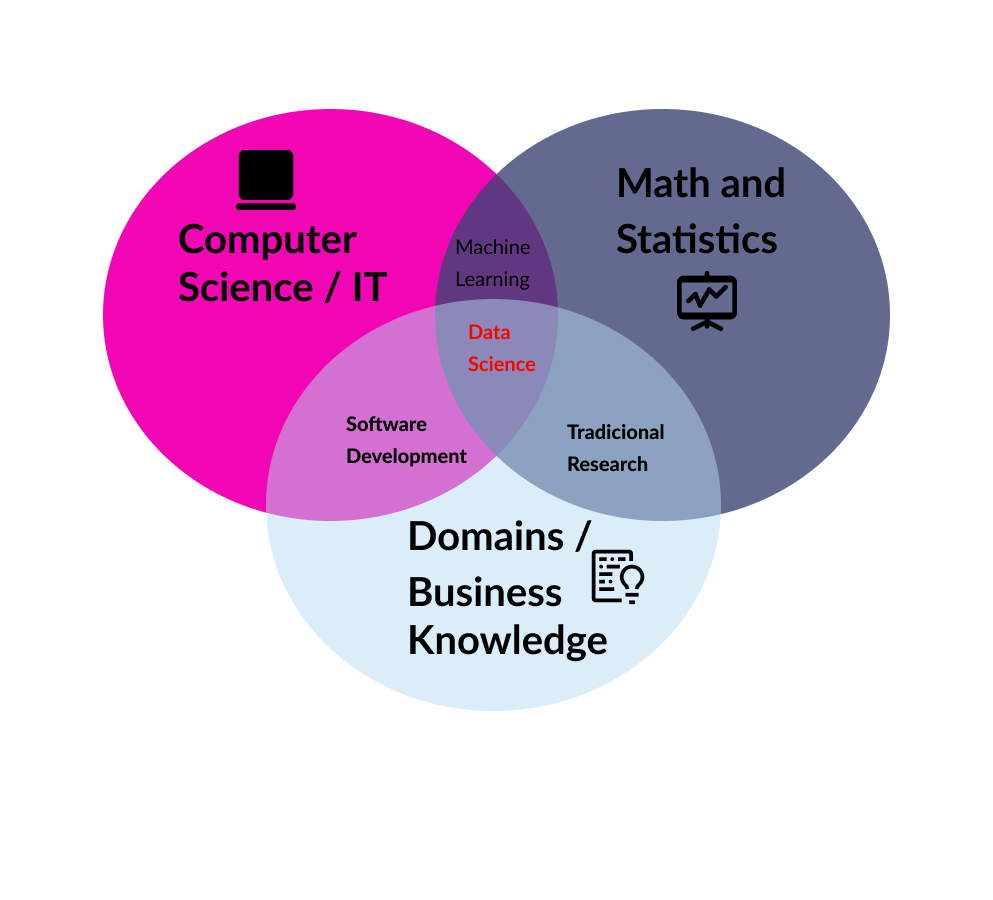 Computer
Science / IT
Math and
Statistics
Machine
Learning
Data
Science
Software
Development
Tradicional
Research
Domains /
Business
Knowledge